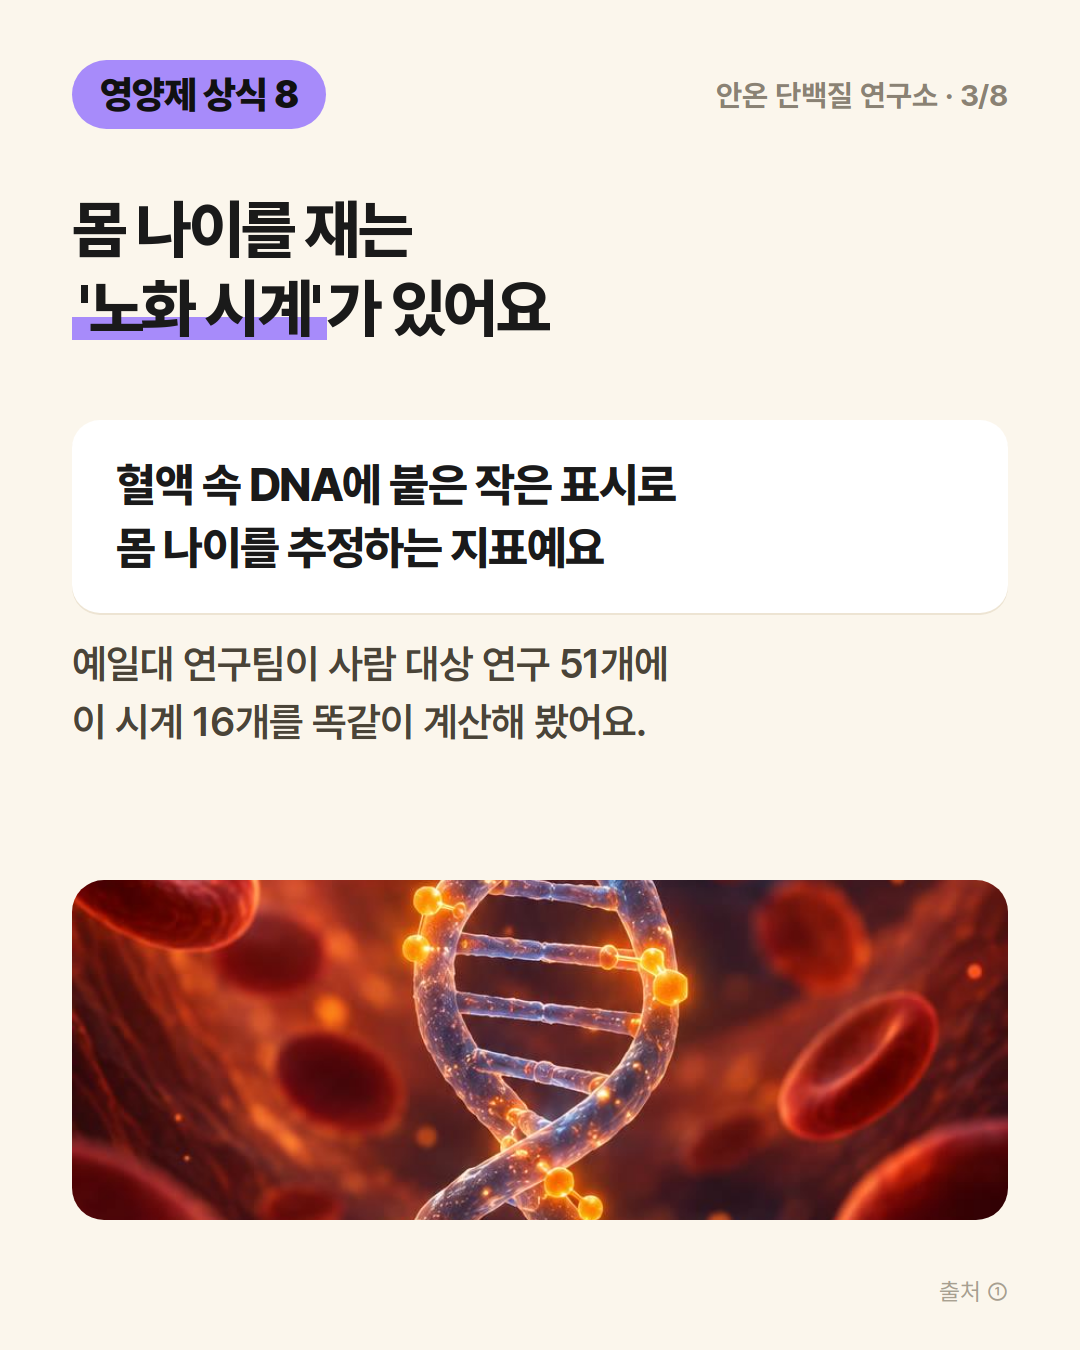 영양제 상식 8
안온 단백질 연구소 · 3/8
몸 나이를 재는
'노화 시계'가 있어요
혈액 속 DNA에 붙은 작은 표시로
몸 나이를 추정하는 지표예요
예일대 연구팀이 사람 대상 연구 51개에
이 시계 16개를 똑같이 계산해 봤어요.
출처 ①